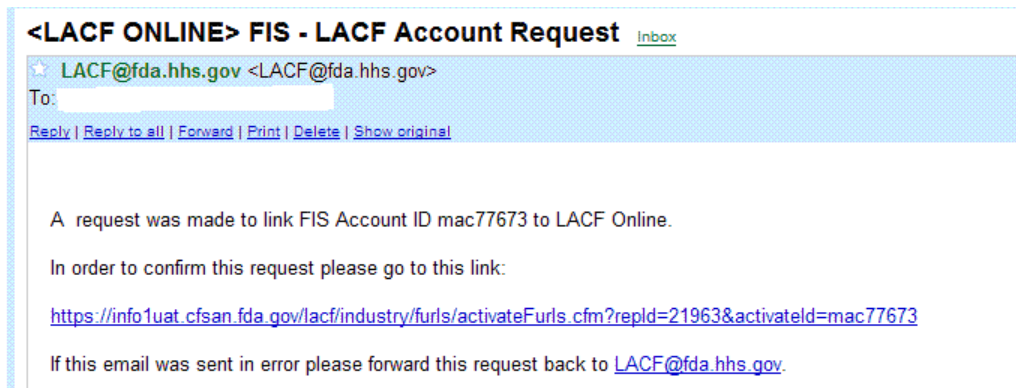 <LACF ONLINE> FIS - LACF Account Request Inbox
LACF@fda.hhs.gov <LACF@fda.hhs.gov>
To:
Reply | Reply to all | Forward | Print | Delete | Show original
A request was made to link FIS Account ID mac77673 to LACF Online.
In order to confirm this request please go to this link:
https://info1uat.cfsan.fda.gov/lacf/industry/furls/activateFurls.cfm?repId=21963&activateId=mac77673
If this email was sent in error please forward this request back to LACF@fda.hhs.gov.